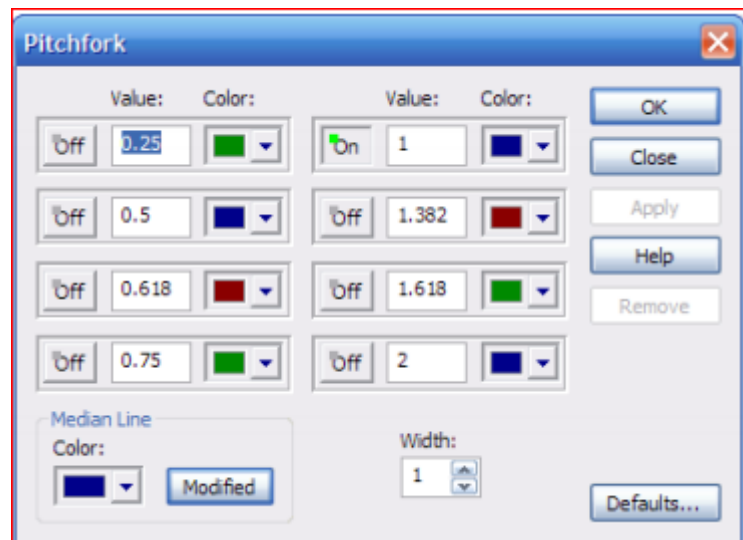 Pitchfork
Value: Color: Value: Color:
Off 0.25 On 1 OK
Close
Off 0.5 Off 1.382 Apply
Help
Off 0.618 Off 1.618 Remove
Off 0.75 Off 2
Median Line
Color: Width:
Modified 1
Defaults...